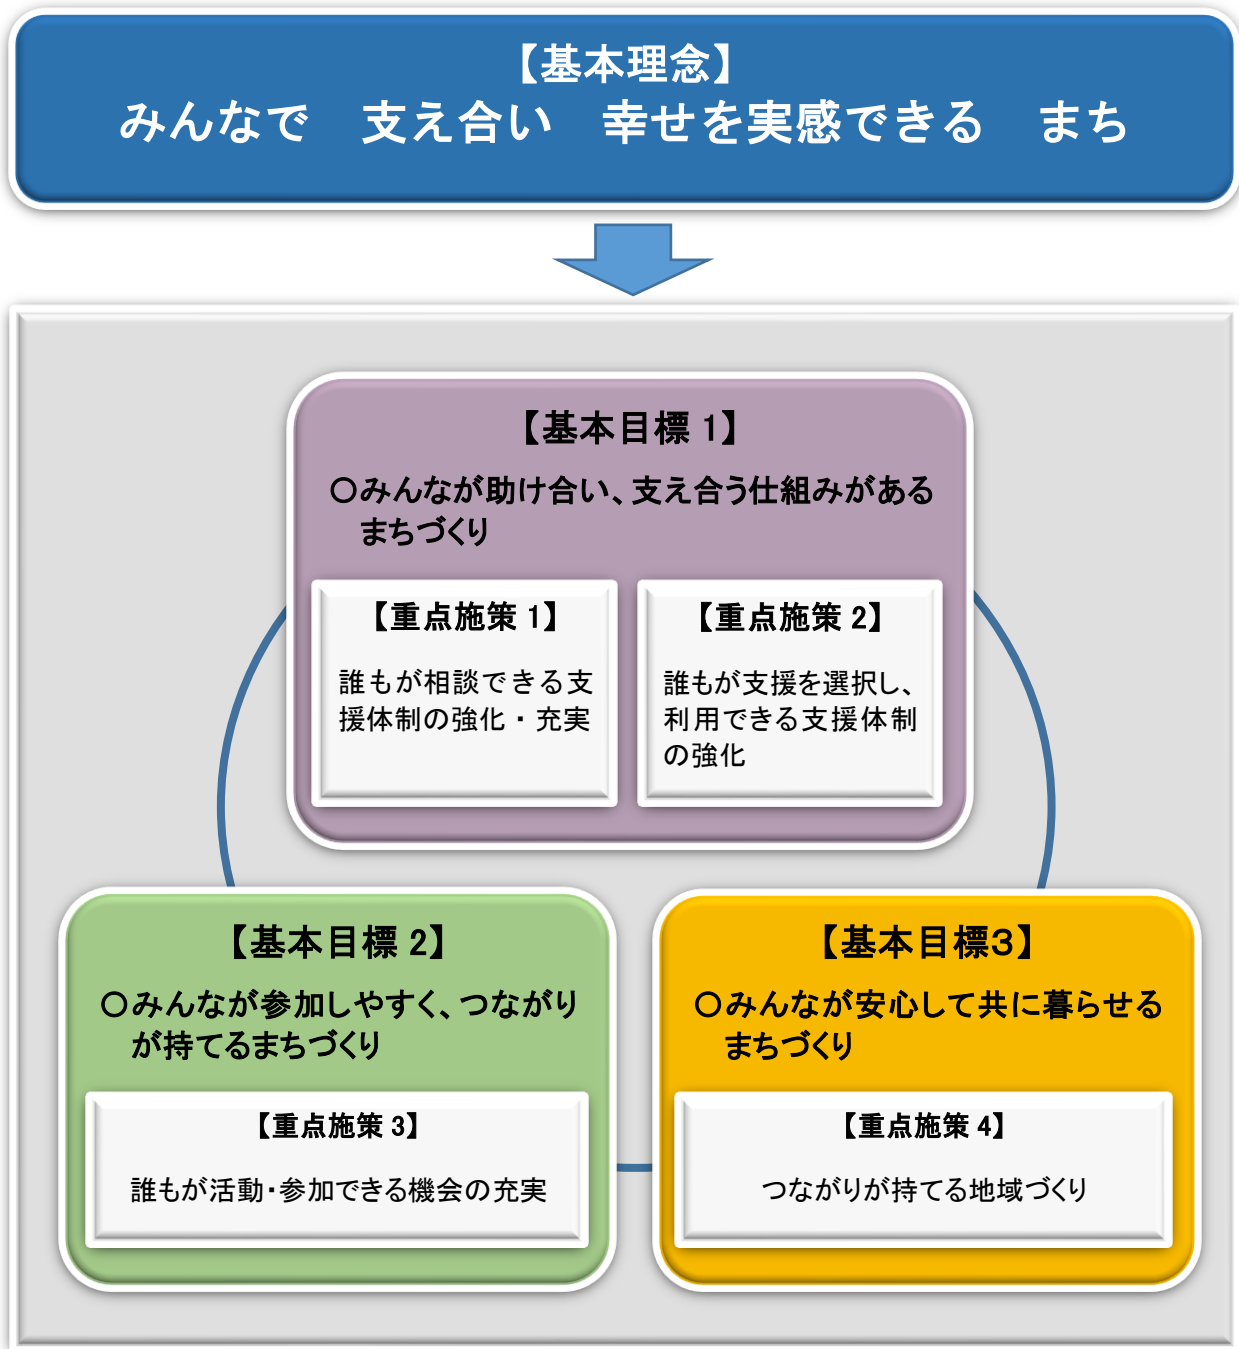 【基本理念】
みんなで　支え合い　幸せを実感できる　まち
【基本目標 1】
○みんなが助け合い、支え合う仕組みがある
まちづくり
【重点施策 1】
誰もが相談できる支
援体制の強化・充実
【重点施策 2】
誰もが支援を選択し、
利用できる支援体制
の強化
【基本目標 2】
○みんなが参加しやすく、つながり
が持てるまちづくり
【重点施策 3】
誰もが活動・参加できる機会の充実
【基本目標３】
○みんなが安心して共に暮らせる
まちづくり
【重点施策 4】
つながりが持てる地域づくり